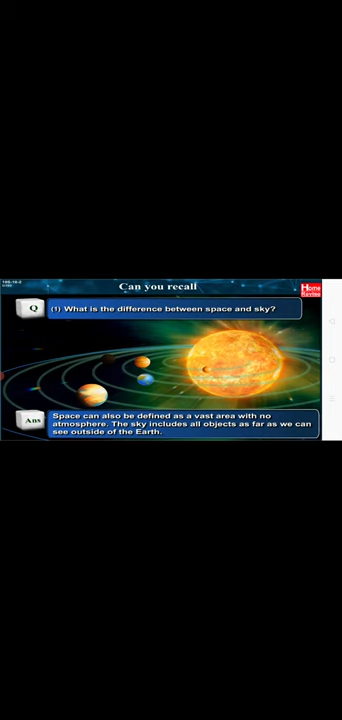 Can you recall
Home
Revise
Q
(1) What is the difference between space and sky?
Ans
Space can also be defined as a vast area with no
atmosphere. The sky includes all objects as far as we can
see outside of the Earth.